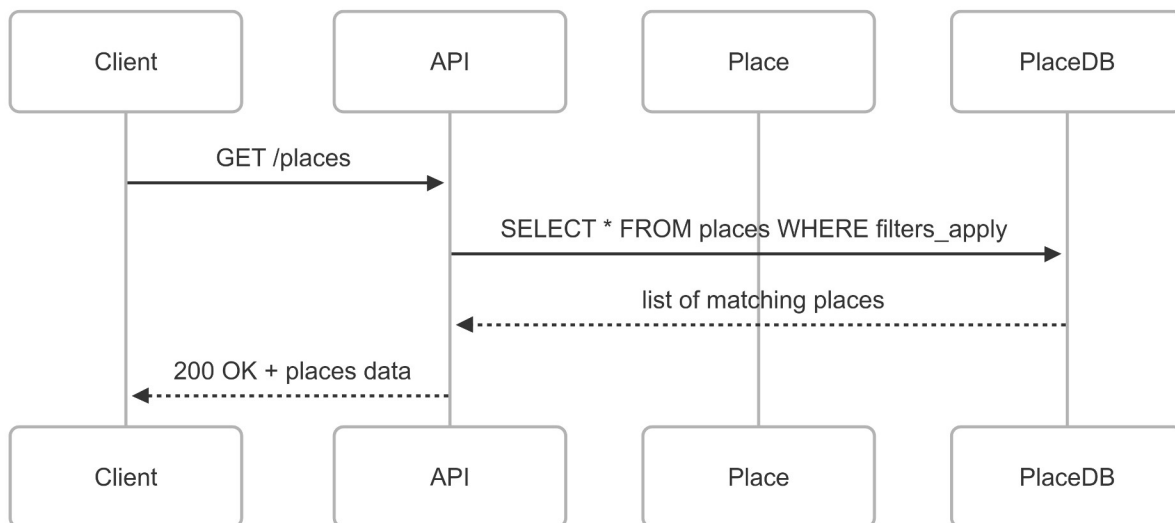 Client
API
Place
PlaceDB
GET /places
SELECT * FROM places WHERE filters_apply
list of matching places
200 OK + places data
Client
API
Place
PlaceDB